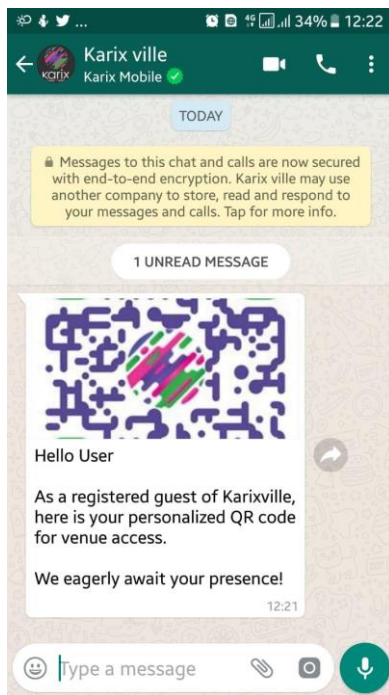 ... 4G 34% 12:22
Karix ville
karix
Karix Mobile
TODAY
Messages to this chat and calls are now secured
with end-to-end encryption. Karix ville may use
another company to store, read and respond to
your messages and calls. Tap for more info.
1 UNREAD MESSAGE
Hello User
As a registered guest of Karixville,
here is your personalized QR code
for venue access.
We eagerly await your presence!
12:21
Type a message